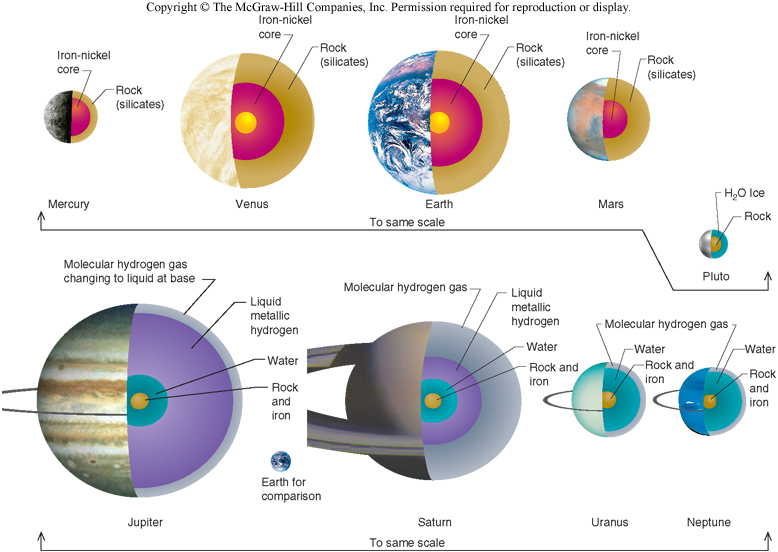 Copyright © The McGraw-Hill Companies, Inc. Permission required for reproduction or display.
Iron-nickel
core
Rock
(silicates)
Mercury
Iron-nickel
core
Rock
(silicates)
Venus
Iron-nickel
core
Rock
(silicates)
Earth
Iron-nickel
core
Rock
(silicates)
Mars
To same scale
H2O Ice
Rock
Pluto
Molecular hydrogen gas
changing to liquid at base
Liquid
metallic
hydrogen
Water
Rock
and
iron
Jupiter
Earth for
comparison
Molecular hydrogen gas
Liquid
metallic
hydrogen
Water
Rock and
iron
Saturn
Molecular hydrogen gas
Water
Rock and
iron
Uranus
Water
Rock
and
iron
Neptune
To same scale